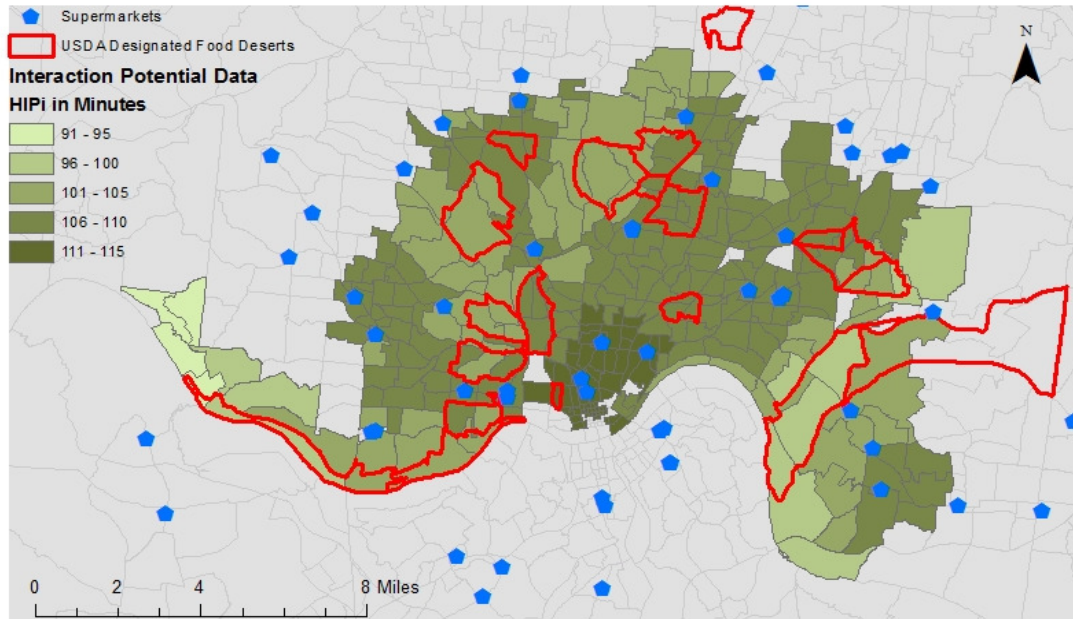 Supermarkets
USDA Designated Food Deserts
Interaction Potential Data
HIPi in Minutes
91 - 95
96 - 100
101 - 105
106 - 110
111 - 115
N
0 2 4 8 Miles